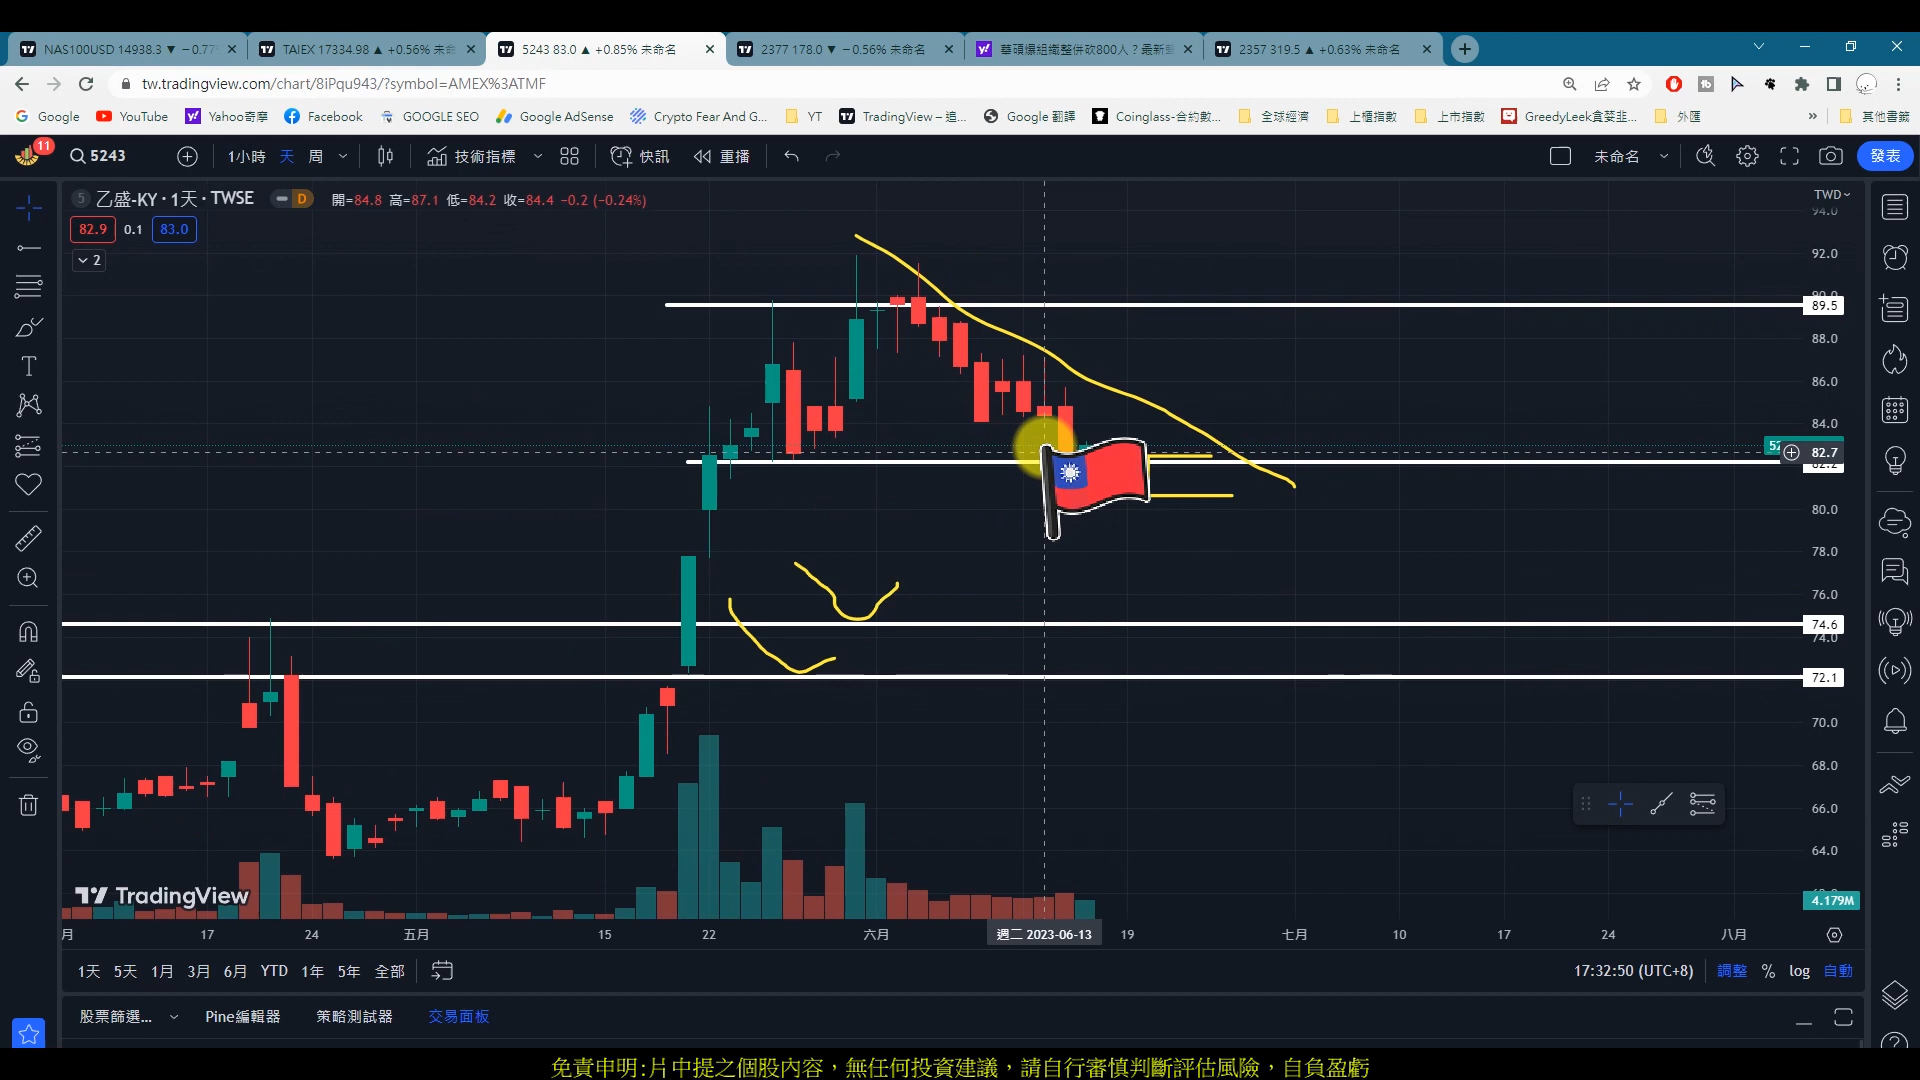 NAS100USD 14938.3 ▼ −0.77%
TAIEX 17334.98 ▲ +0.56% 未命名
5243 83.0 ▲ +0.85% 未命名
2377 178.0 ▼ −0.56% 未命名
2357 319.5 ▲ +0.63% 未命名
tw.tradingview.com/chart/8iPqu943/?symbol=AMEX%3ATMF
Google YouTube Yahoo奇摩 Facebook GOOGLE SEO Google AdSense Crypto Fear And G... YT TradingView – 追... Google 翻譯 Coinglass-合約數... 全球經濟 上櫃指數 上市指數 GreedyLeek貪婪韭... 外匯 » 其他書籤
11
5243 1小時 天 周 技術指標 快訊 重播 未命名 發表
5 乙盛-KY · 1天 · TWSE D 開=84.8 高=87.1 低=84.2 收=84.4 −0.2 (−0.24%)
TWD
82.9 0.1 83.0
2
94.0
92.0
90.0
89.5
88.0
86.0
84.0
82.7
82.2
80.0
78.0
76.0
74.6
74.0
72.1
70.0
68.0
66.0
64.0
4.179M
TradingView
月 17 24 五月 15 22 六月 週二 2023-06-13 19 七月 10 17 24 八月
1天 5天 1月 3月 6月 YTD 1年 5年 全部 17:32:50 (UTC+8) 調整 % log 自動
股票篩選... Pine編輯器 策略測試器 交易面板
免責申明:片中提之個股內容，無任何投資建議，請自行審慎判斷評估風險，自負盈虧